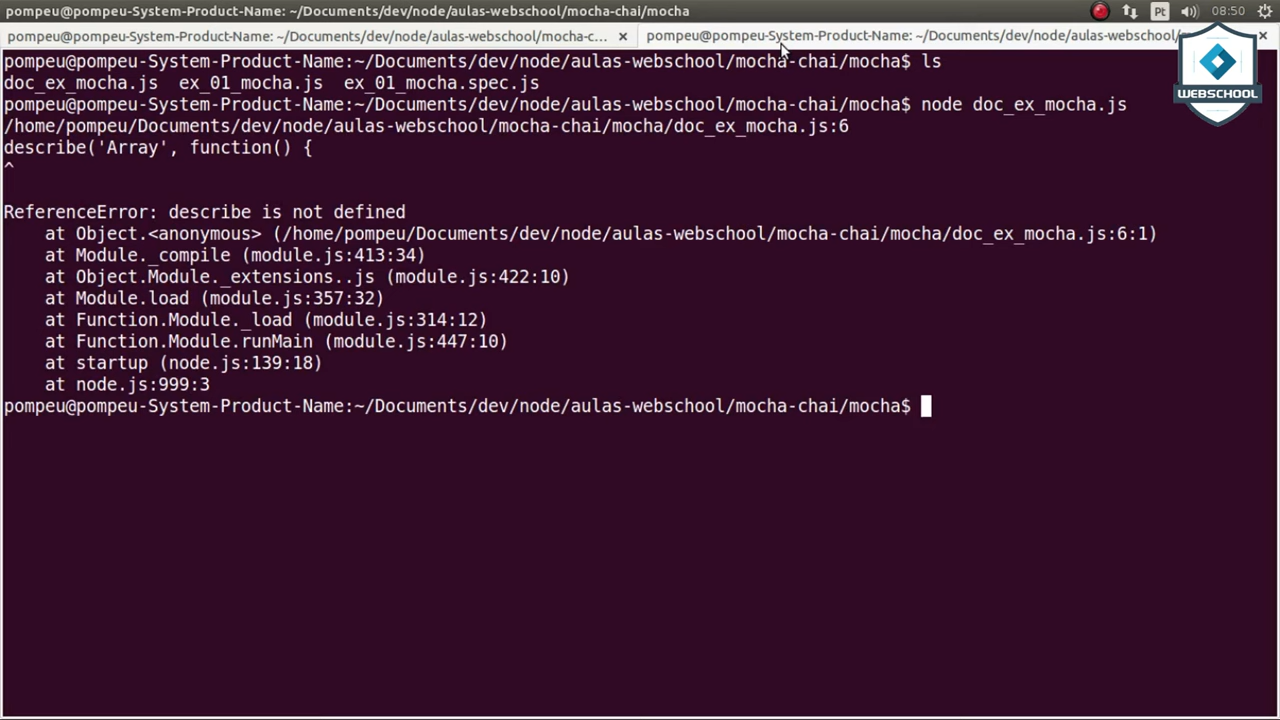 pompeu@pompeu-System-Product-Name: ~/Documents/dev/node/aulas-webschool/mocha-chai/mocha
Pt
08:50
pompeu@pompeu-System-Product-Name: ~/Documents/dev/node/aulas-webschool/mocha-c...
pompeu@pompeu-System-Product-Name: ~/Documents/dev/node/aulas-webschool/
WEBSCHOOL
pompeu@pompeu-System-Product-Name:~/Documents/dev/node/aulas-webschool/mocha-chai/mocha$ ls
doc_ex_mocha.js  ex_01_mocha.js  ex_01_mocha.spec.js
pompeu@pompeu-System-Product-Name:~/Documents/dev/node/aulas-webschool/mocha-chai/mocha$ node doc_ex_mocha.js
/home/pompeu/Documents/dev/node/aulas-webschool/mocha-chai/mocha/doc_ex_mocha.js:6
describe('Array', function() {
^
ReferenceError: describe is not defined
    at Object.<anonymous> (/home/pompeu/Documents/dev/node/aulas-webschool/mocha-chai/mocha/doc_ex_mocha.js:6:1)
    at Module._compile (module.js:413:34)
    at Object.Module._extensions..js (module.js:422:10)
    at Module.load (module.js:357:32)
    at Function.Module._load (module.js:314:12)
    at Function.Module.runMain (module.js:447:10)
    at startup (node.js:139:18)
    at node.js:999:3
pompeu@pompeu-System-Product-Name:~/Documents/dev/node/aulas-webschool/mocha-chai/mocha$